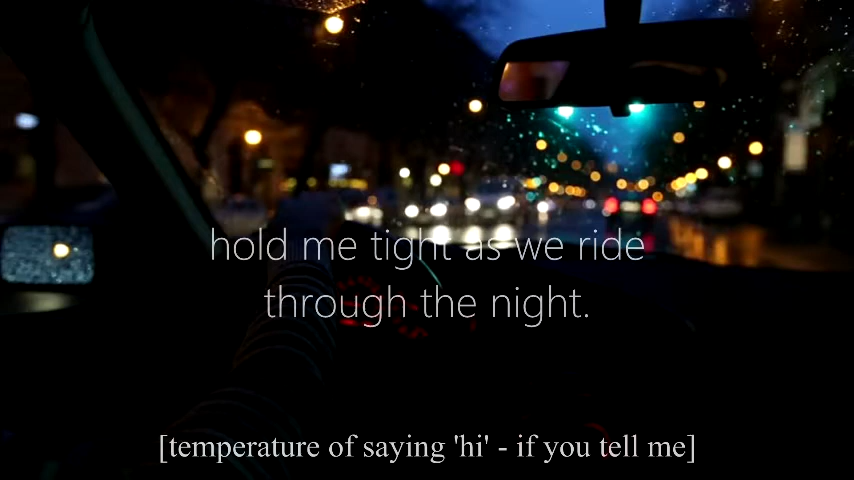 hold me tight as we ride
through the night.
[temperature of saying 'hi' - if you tell me]